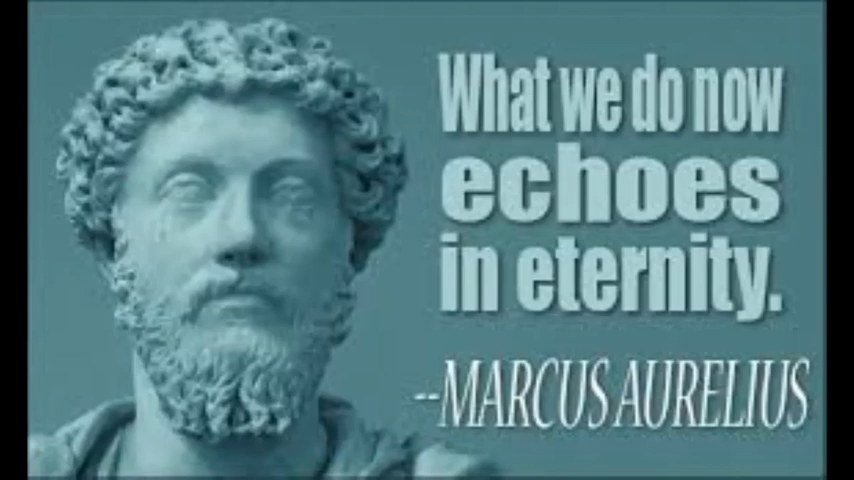 What we do now
echoes
in eternity.
--MARCUS AURELIUS